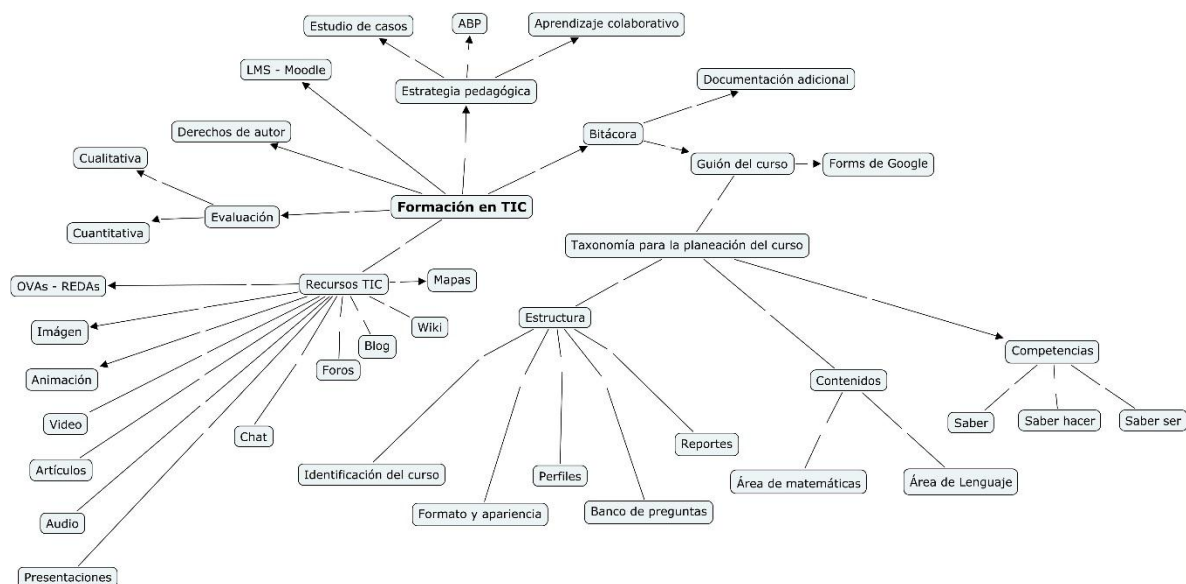 Estudio de casos
ABP
Aprendizaje colaborativo
LMS - Moodle
Estrategia pedagógica
Documentación adicional
Derechos de autor
Bitácora
Cualitativa
Guión del curso
Forms de Google
Formación en TIC
Evaluación
Cuantitativa
Taxonomía para la planeación del curso
OVAs - REDAs
Recursos TIC
Mapas
Imágen
Wiki
Estructura
Blog
Foros
Competencias
Animación
Contenidos
Video
Chat
Saber
Saber hacer
Saber ser
Reportes
Artículos
Identificación del curso
Perfiles
Área de matemáticas
Área de Lenguaje
Audio
Formato y apariencia
Banco de preguntas
Presentaciones